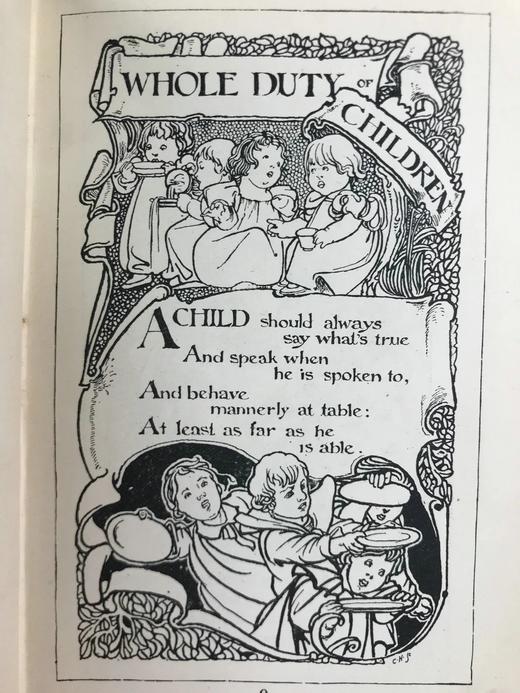 WHOLE DUTY OF
CHILDREN
A CHILD should always
say what's true
And speak when
he is spoken to,
And behave
mannerly at table:
At least as far as he
is able.